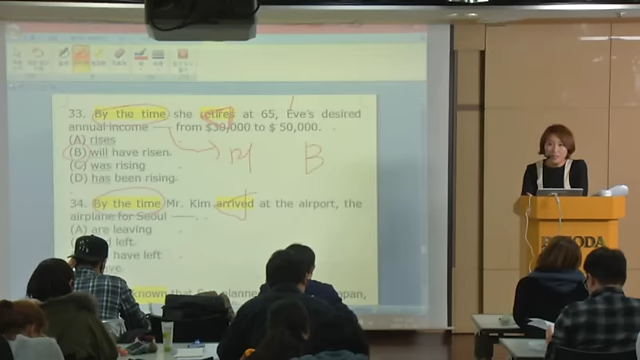 33. By the time she retires at 65, Eve's desired
annual income from $30,000 to $ 50,000.
(A) rises
(B) will have risen.
(C) was rising
(D) has been rising.
B
34. By the time Mr. Kim arrived at the airport, the
airplane for Seoul
(A) are leaving
left.
have left
known that